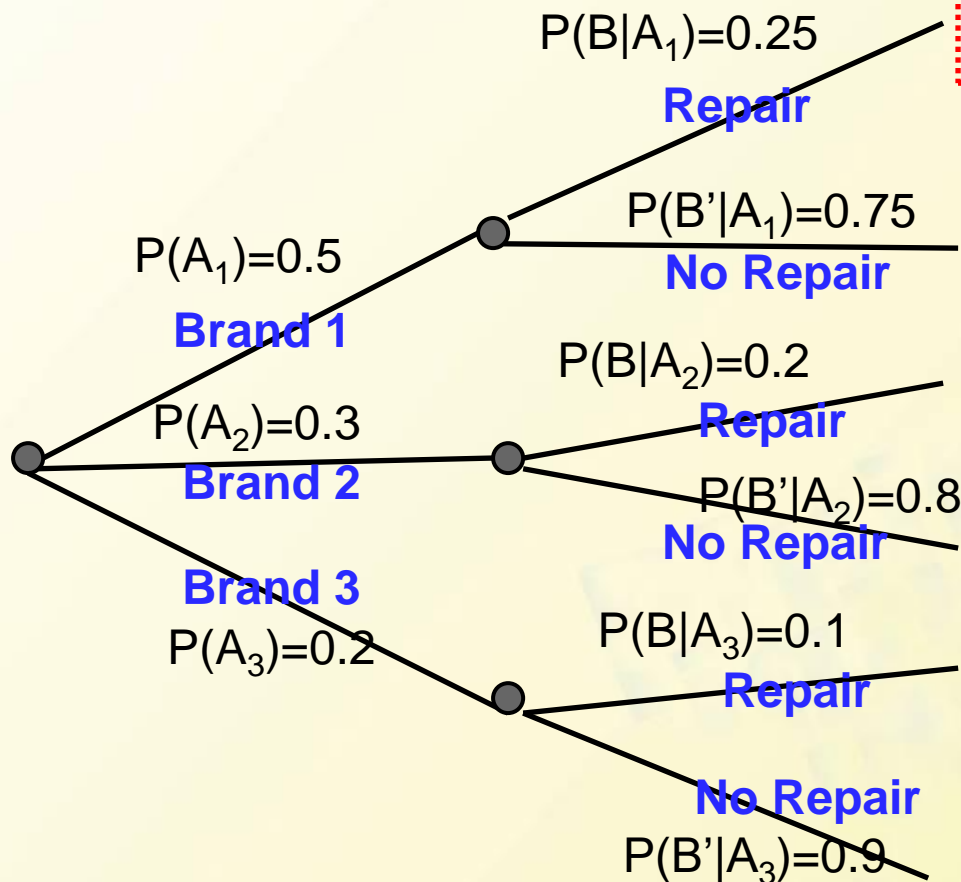 P(B|A₁)=0.25
Repair
P(B'|A₁)=0.75
No Repair
P(A₁)=0.5
Brand 1
P(B|A₂)=0.2
Repair
P(A₂)=0.3
Brand 2
P(B'|A₂)=0.8
No Repair
Brand 3
P(A₃)=0.2
P(B|A₃)=0.1
Repair
No Repair
P(B'|A₃)=0.9